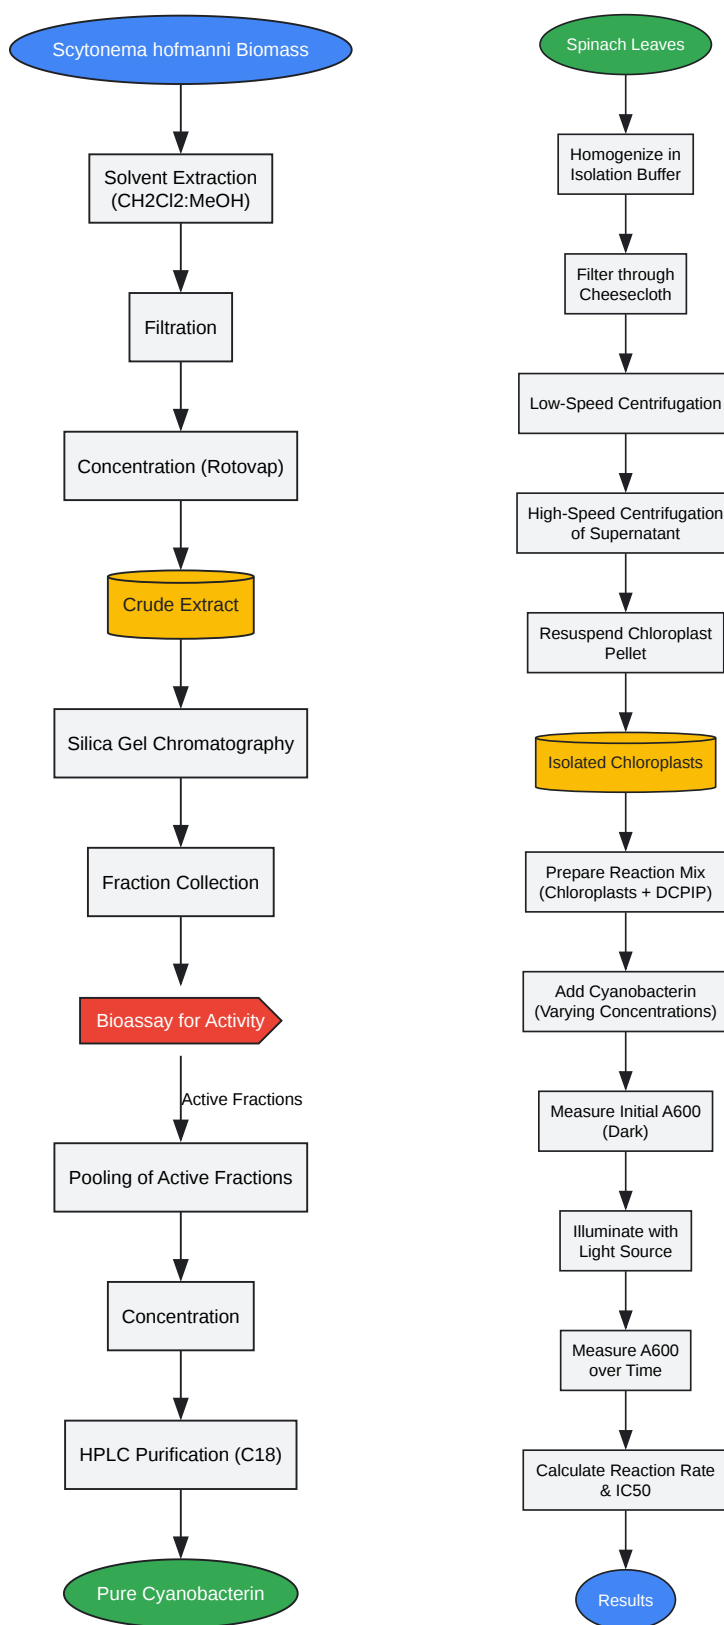 Scytonema hofmanni Biomass
Solvent Extraction
(CH2Cl2:MeOH)
Filtration
Concentration (Rotovap)
Crude Extract
Silica Gel Chromatography
Fraction Collection
Bioassay for Activity
Active Fractions
Pooling of Active Fractions
Concentration
HPLC Purification (C18)
Pure Cyanobacterin
Spinach Leaves
Homogenize in
Isolation Buffer
Filter through
Cheesecloth
Low-Speed Centrifugation
High-Speed Centrifugation
of Supernatant
Resuspend Chloroplast
Pellet
Isolated Chloroplasts
Prepare Reaction Mix
(Chloroplasts + DCPIP)
Add Cyanobacterin
(Varying Concentrations)
Measure Initial A600
(Dark)
Illuminate with
Light Source
Measure A600
over Time
Calculate Reaction Rate
& IC50
Results